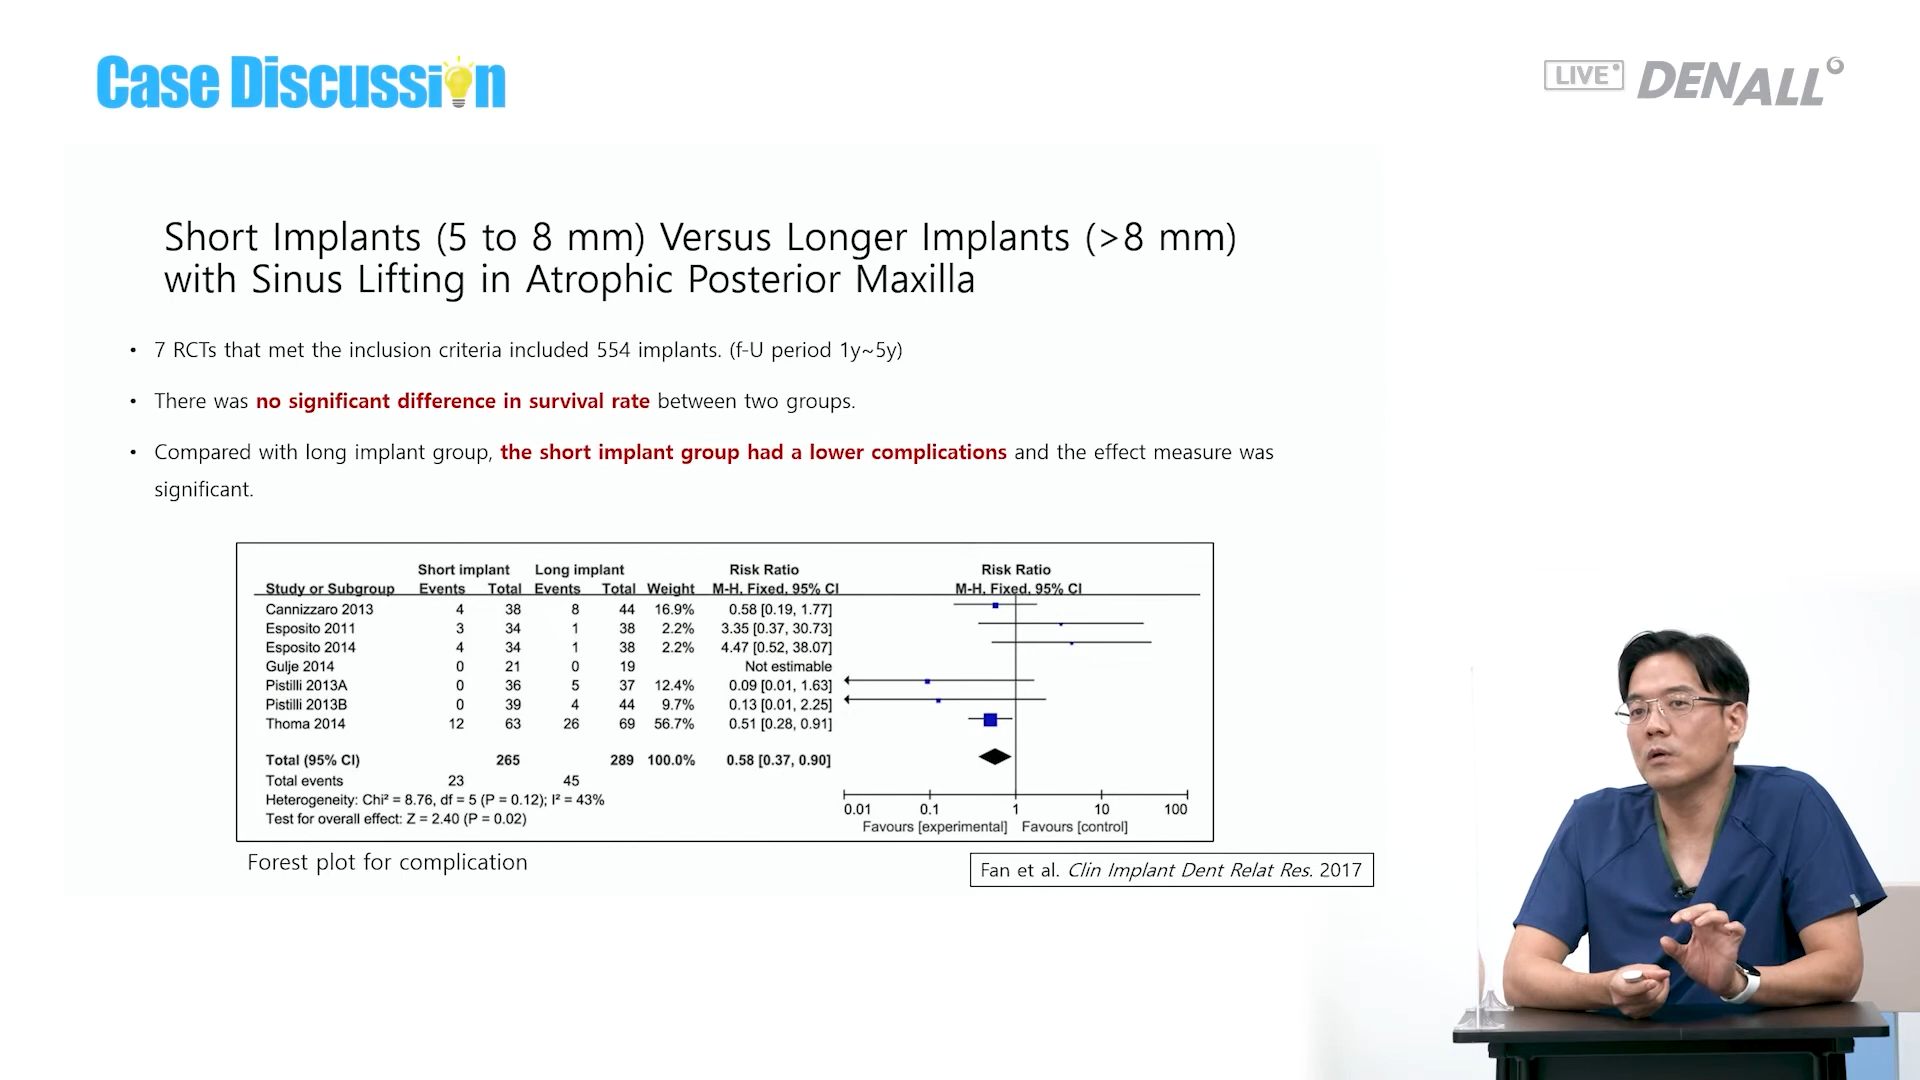 Case Discussion
LIVE DENALL
Short Implants (5 to 8 mm) Versus Longer Implants (>8 mm)
with Sinus Lifting in Atrophic Posterior Maxilla
• 7 RCTs that met the inclusion criteria included 554 implants. (f-U period 1y~5y)
• There was no significant difference in survival rate between two groups.
• Compared with long implant group, the short implant group had a lower complications and the effect measure was
significant.
Short implant Long implant Risk Ratio Risk Ratio
Study or Subgroup Events Total Events Total Weight M-H, Fixed, 95% CI M-H, Fixed, 95% CI
Cannizzaro 2013 4 38 8 44 16.9% 0.58 [0.19, 1.77]
Esposito 2011 3 34 1 38 2.2% 3.35 [0.37, 30.73]
Esposito 2014 4 34 1 38 2.2% 4.47 [0.52, 38.07]
Gulje 2014 0 21 0 19 Not estimable
Pistilli 2013A 0 36 5 37 12.4% 0.09 [0.01, 1.63]
Pistilli 2013B 0 39 4 44 9.7% 0.13 [0.01, 2.25]
Thoma 2014 12 63 26 69 56.7% 0.51 [0.28, 0.91]
Total (95% CI) 265 289 100.0% 0.58 [0.37, 0.90]
Total events 23 45
Heterogeneity: Chi² = 8.76, df = 5 (P = 0.12); I² = 43%
Test for overall effect: Z = 2.40 (P = 0.02)
0.01 0.1 1 10 100
Favours [experimental] Favours [control]
Forest plot for complication
Fan et al. Clin Implant Dent Relat Res. 2017